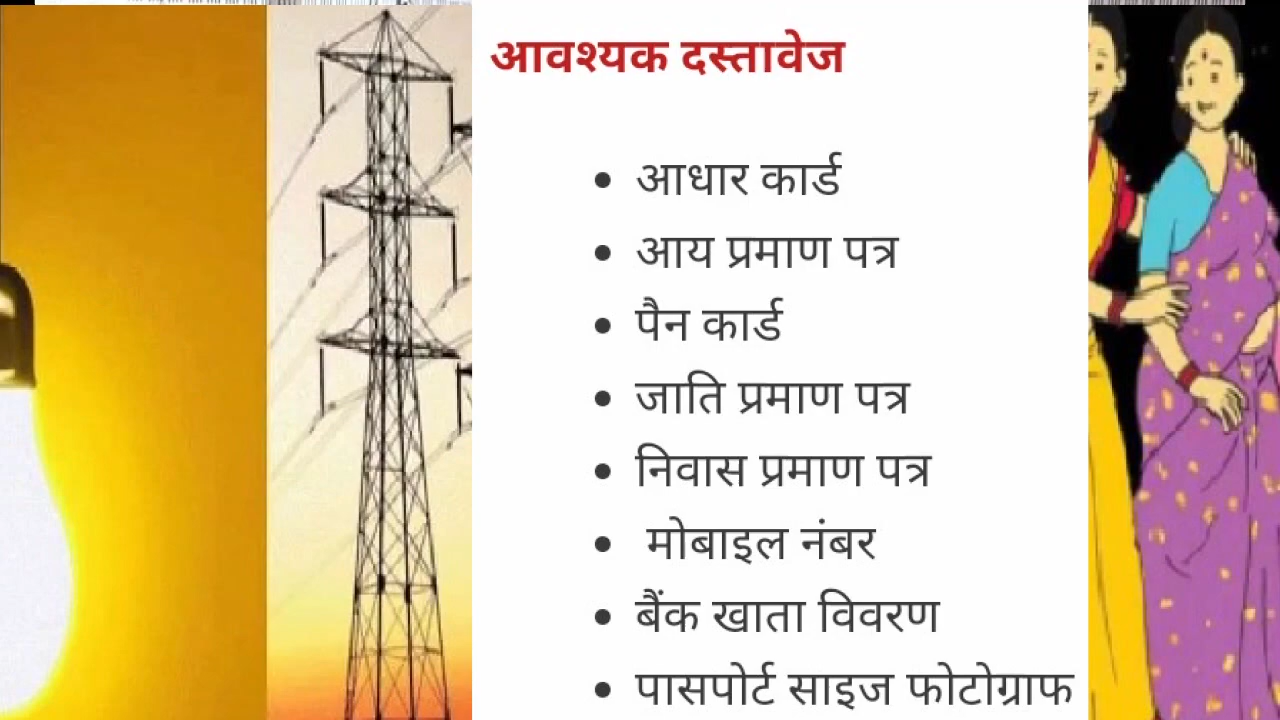 आवश्यक दस्तावेज
• आधार कार्ड
• आय प्रमाण पत्र
• पैन कार्ड
• जाति प्रमाण पत्र
• निवास प्रमाण पत्र
• मोबाइल नंबर
• बैंक खाता विवरण
• पासपोर्ट साइज फोटोग्राफ